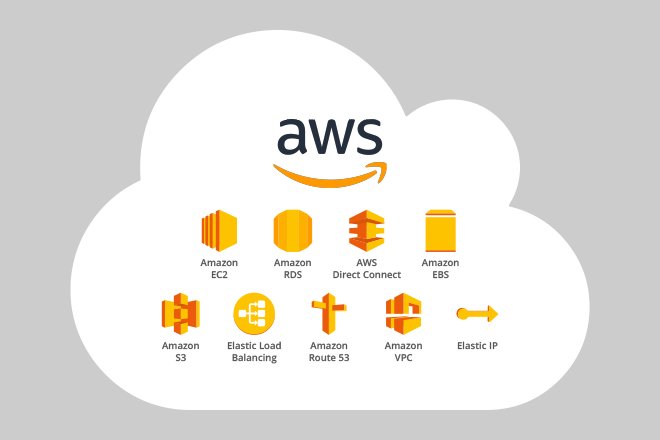 aws
Amazon
EC2
Amazon
RDS
AWS
Direct Connect
Amazon
EBS
Amazon
S3
Elastic Load
Balancing
Amazon
Route 53
Amazon
VPC
Elastic IP